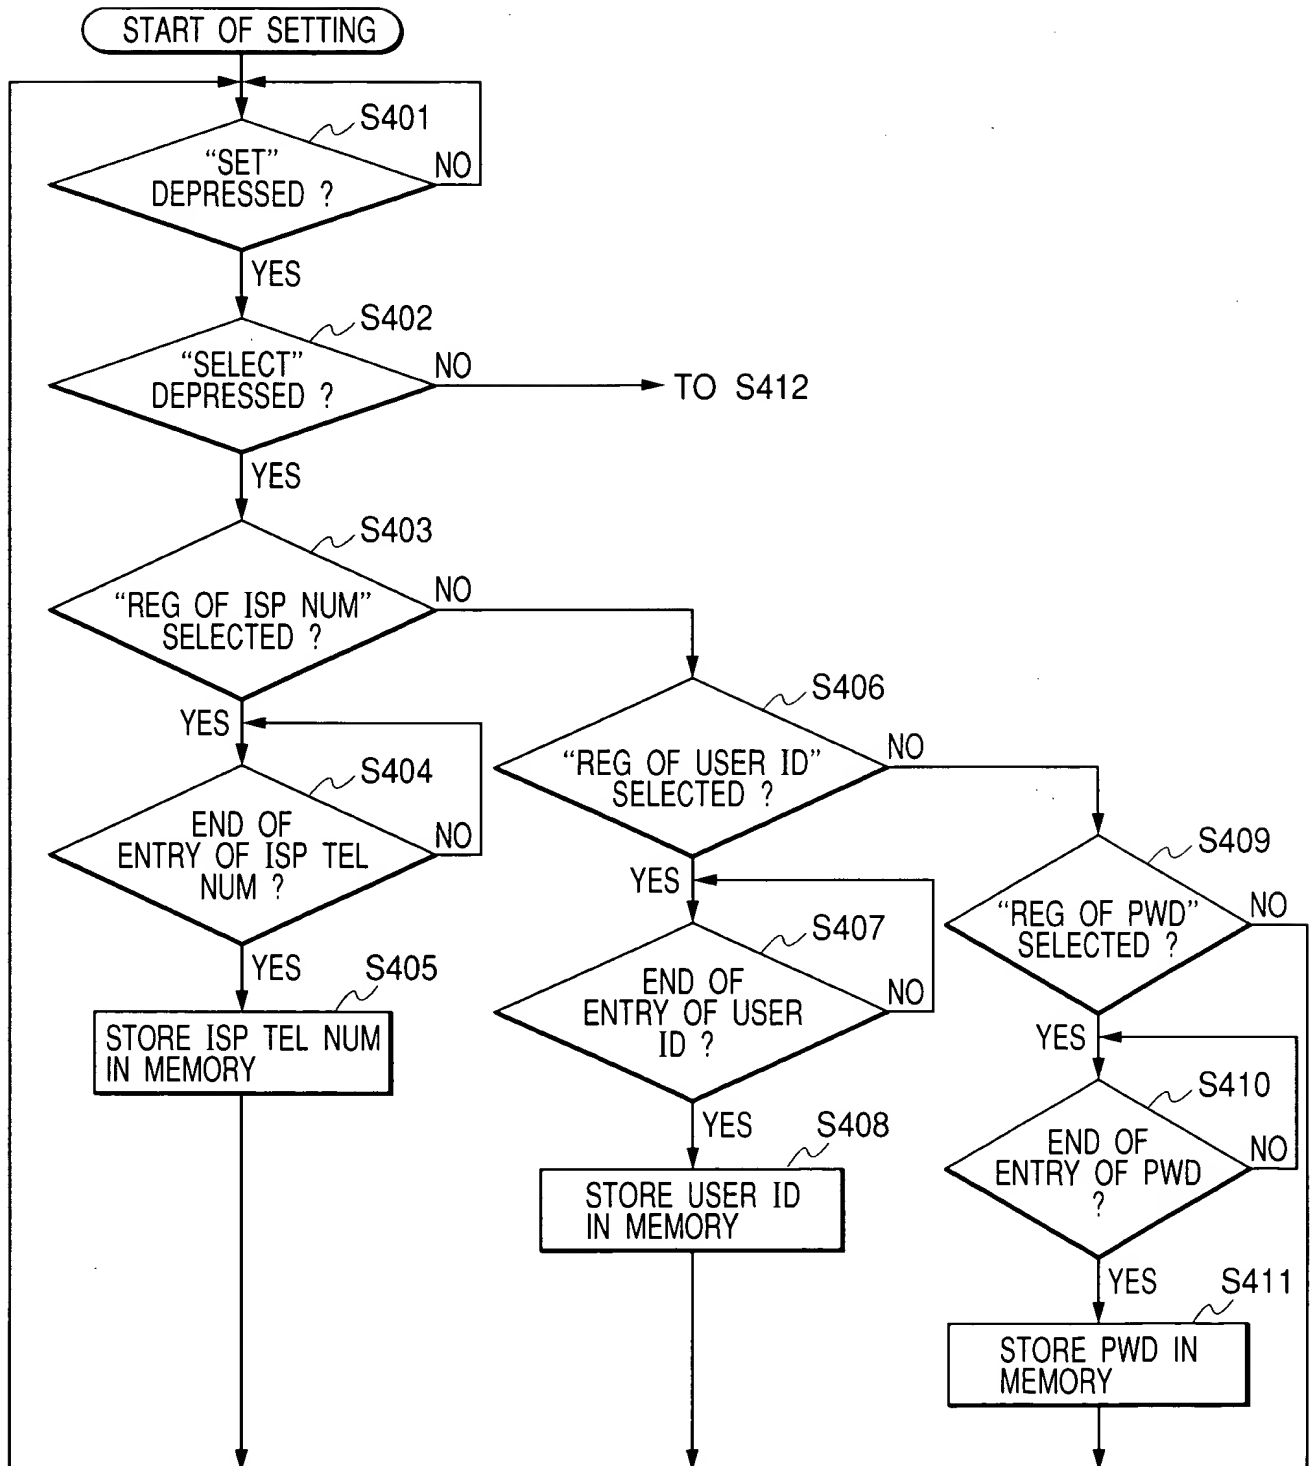 START OF SETTING
S401
“SET”
DEPRESSED ?
NO
YES
S402
“SELECT”
DEPRESSED ?
NO
TO S412
YES
S403
“REG OF ISP NUM”
SELECTED ?
NO
YES
S404
END OF
ENTRY OF ISP TEL
NUM ?
NO
YES
S405
STORE ISP TEL NUM
IN MEMORY
S406
“REG OF USER ID”
SELECTED ?
NO
YES
S407
END OF
ENTRY OF USER
ID ?
NO
YES
S408
STORE USER ID
IN MEMORY
S409
“REG OF PWD”
SELECTED ?
NO
YES
S410
END OF
ENTRY OF PWD
?
NO
YES
S411
STORE PWD IN
MEMORY